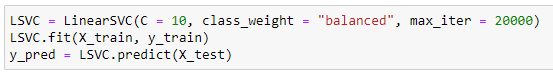 LSVC = LinearSVC(C = 10, class_weight = "balanced", max_iter = 20000)
LSVC.fit(X_train, y_train)
y_pred = LSVC.predict(X_test)